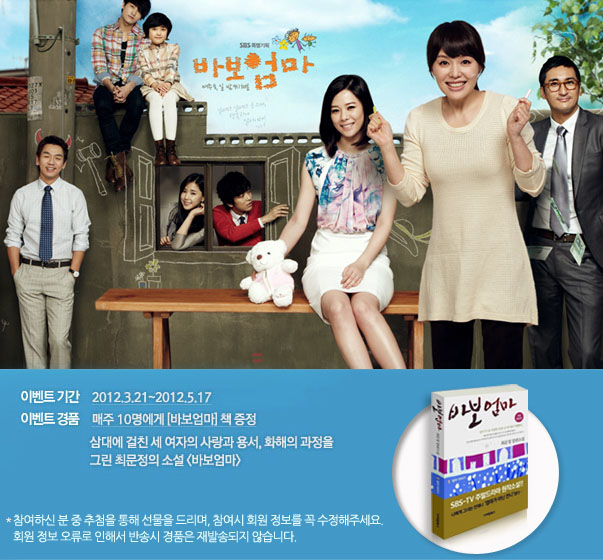 SBS 특별기획
바보엄마
이벤트 기간 2012.3.21~2012.5.17
이벤트 경품 매주 10명에게 [바보엄마] 책 증정
삼대에 걸친 세 여자의 사랑과 용서, 화해의 과정을
그린 최문정의 소설 <바보엄마>
바보엄마
SBS-TV 주말드라마 원작소설!!
* 참여하신 분 중 추첨을 통해 선물을 드리며, 참여시 회원 정보를 꼭 수정해주세요.
회원 정보 오류로 인해서 반송시 경품은 재발송되지 않습니다.